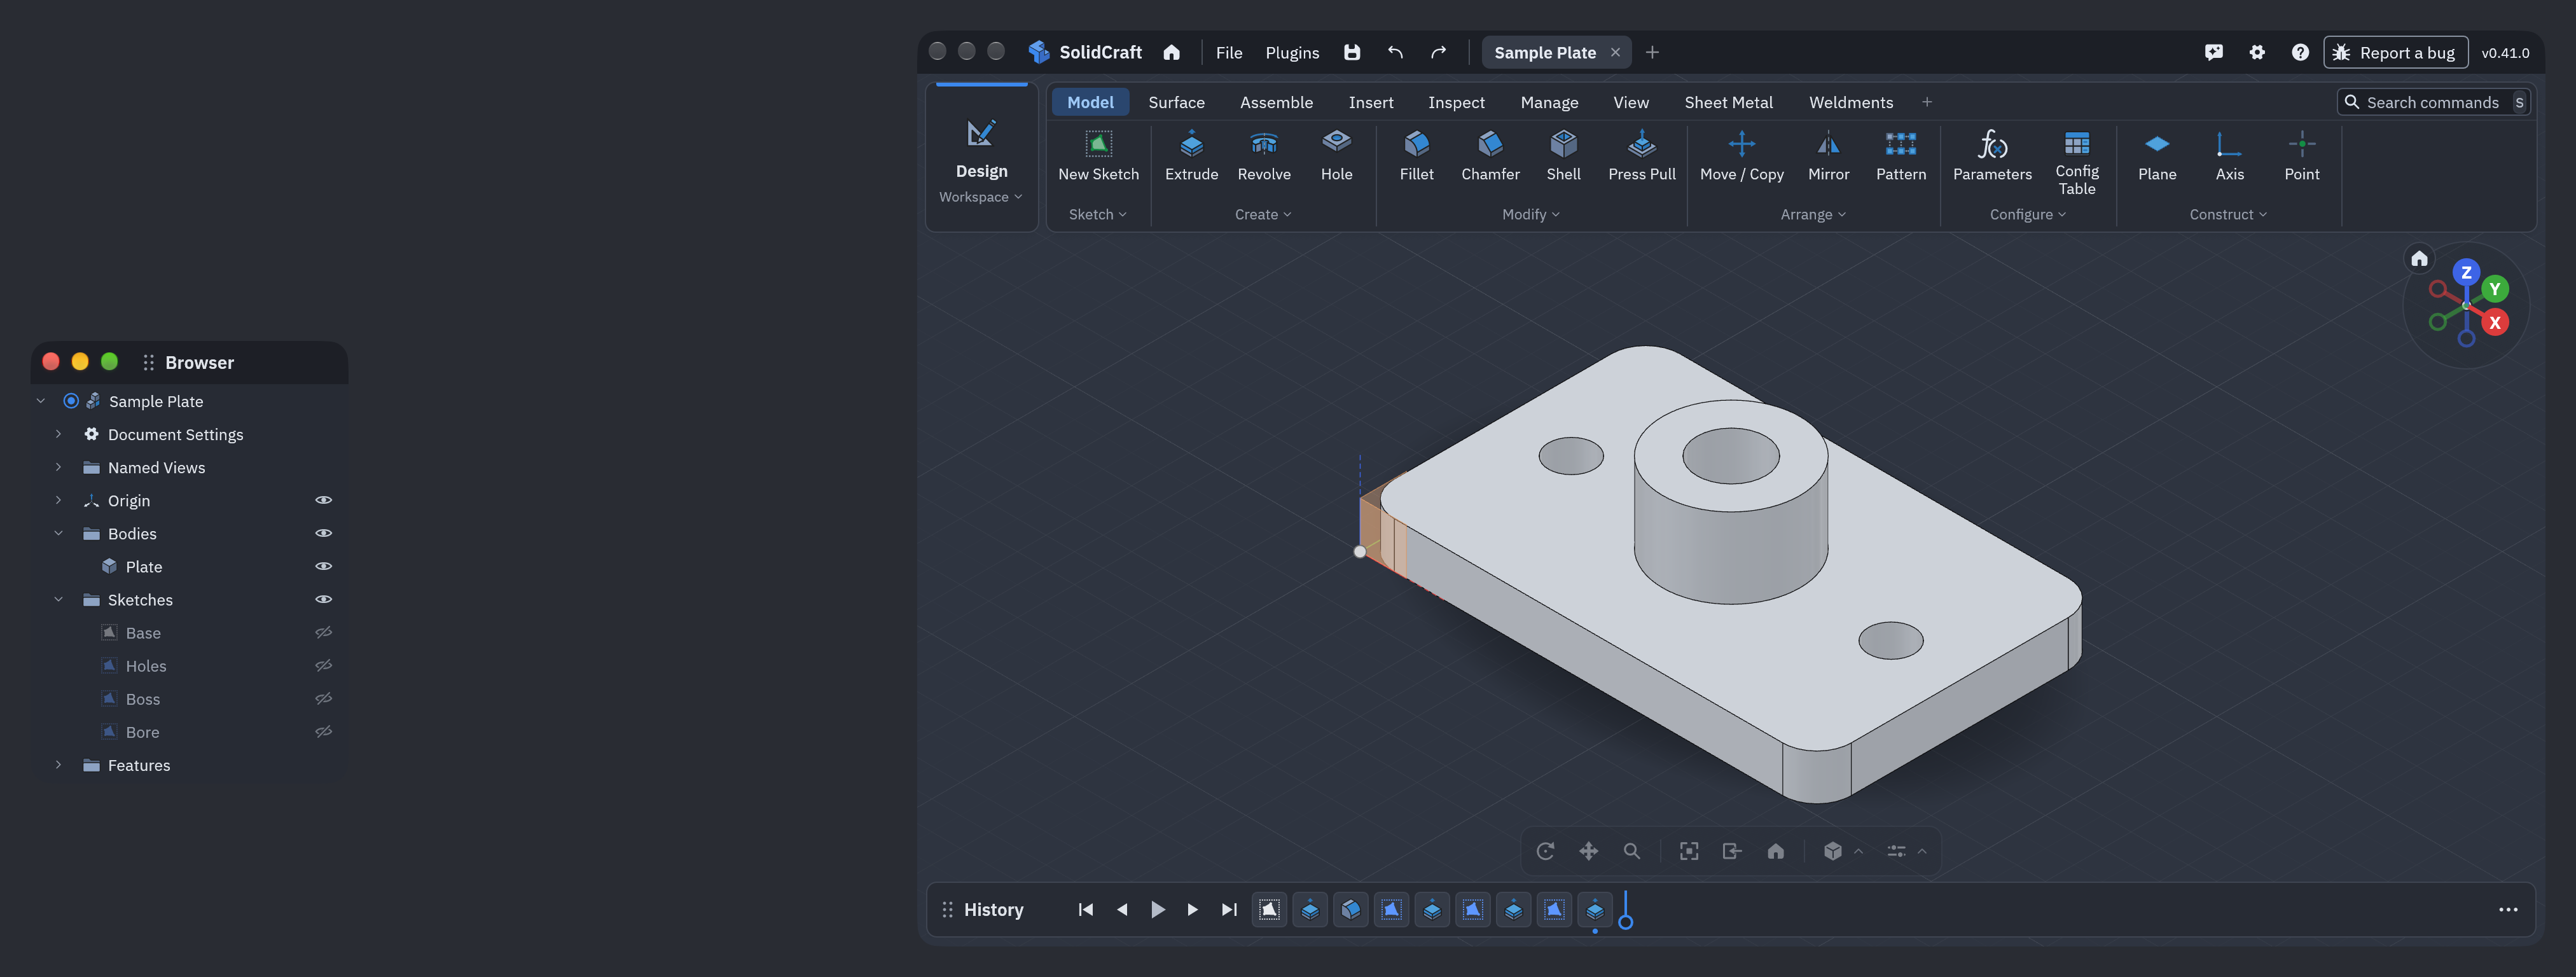 SolidCraft File Plugins Sample Plate Report a bug v0.41.0
Model Surface Assemble Insert Inspect Manage View Sheet Metal Weldments Search commands S
Design
Workspace
New Sketch Extrude Revolve Hole Fillet Chamfer Shell Press Pull Move / Copy Mirror Pattern Parameters Config Table Plane Axis Point
Sketch Create Modify Arrange Configure Construct
Z
Y
X
Browser
Sample Plate
Document Settings
Named Views
Origin
Bodies
Plate
Sketches
Base
Holes
Boss
Bore
Features
History